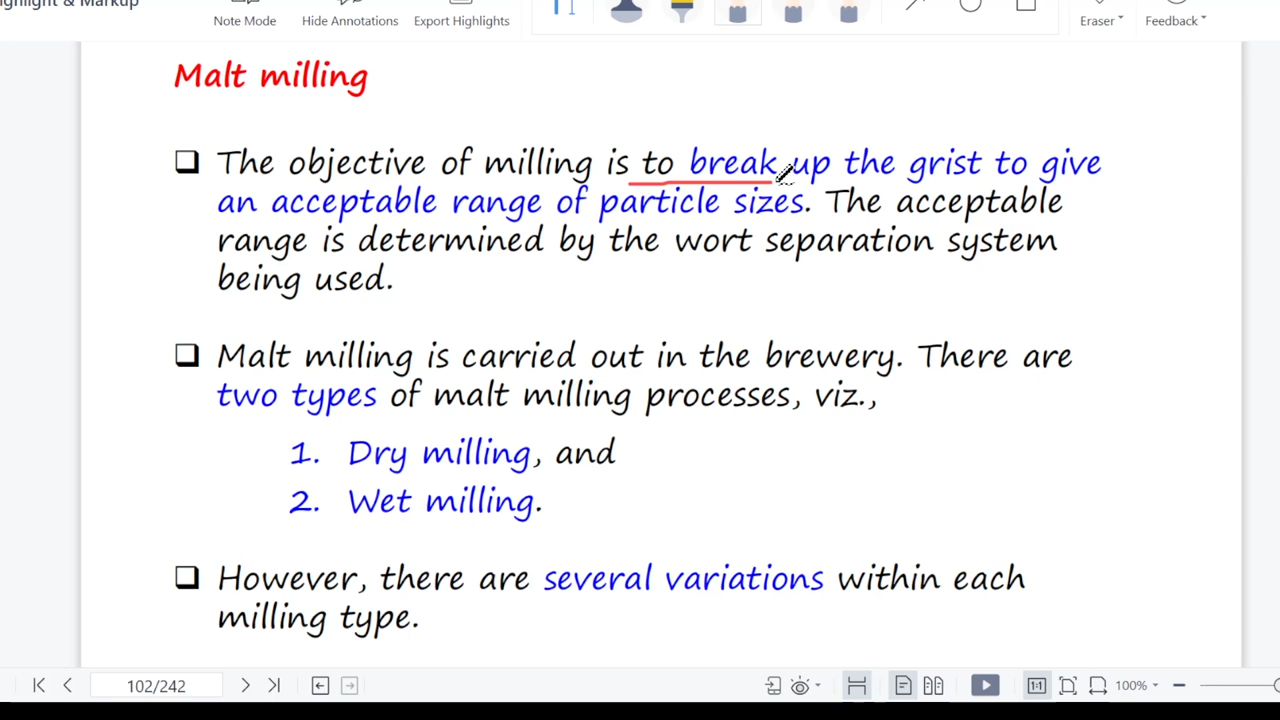 ighlight & Markup
Note Mode
Hide Annotations
Export Highlights
Eraser
Feedback
Malt milling
The objective of milling is to break up the grist to give
an acceptable range of particle sizes. The acceptable
range is determined by the wort separation system
being used.
Malt milling is carried out in the brewery. There are
two types of malt milling processes, viz.,
1. Dry milling, and
2. Wet milling.
However, there are several variations within each
milling type.
102/242
100%